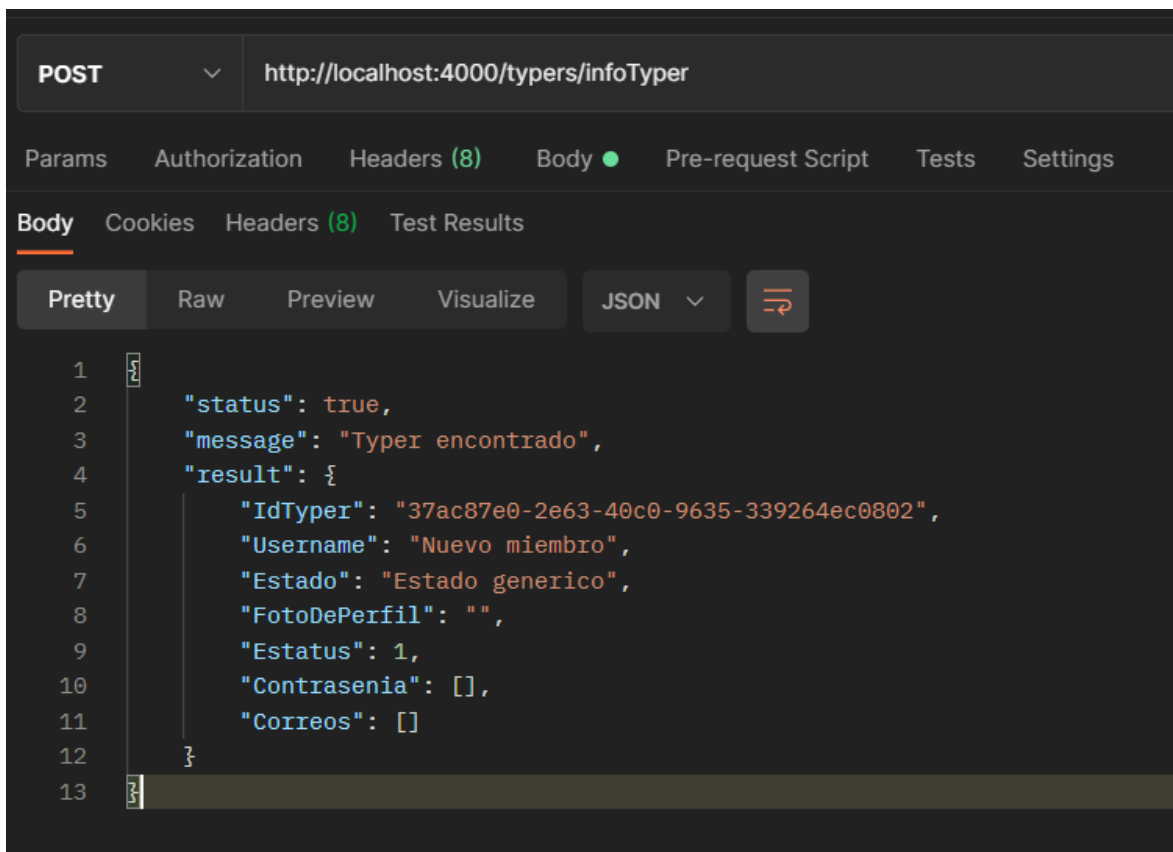 POST http://localhost:4000/typers/infoTyper
Params Authorization Headers (8) Body Pre-request Script Tests Settings
Body Cookies Headers (8) Test Results
Pretty Raw Preview Visualize JSON
1 {
2 "status": true,
3 "message": "Typer encontrado",
4 "result": {
5 "IdTyper": "37ac87e0-2e63-40c0-9635-339264ec0802",
6 "Username": "Nuevo miembro",
7 "Estado": "Estado generico",
8 "FotoDePerfil": "",
9 "Estatus": 1,
10 "Contrasenia": [],
11 "Correos": []
12 }
13 }